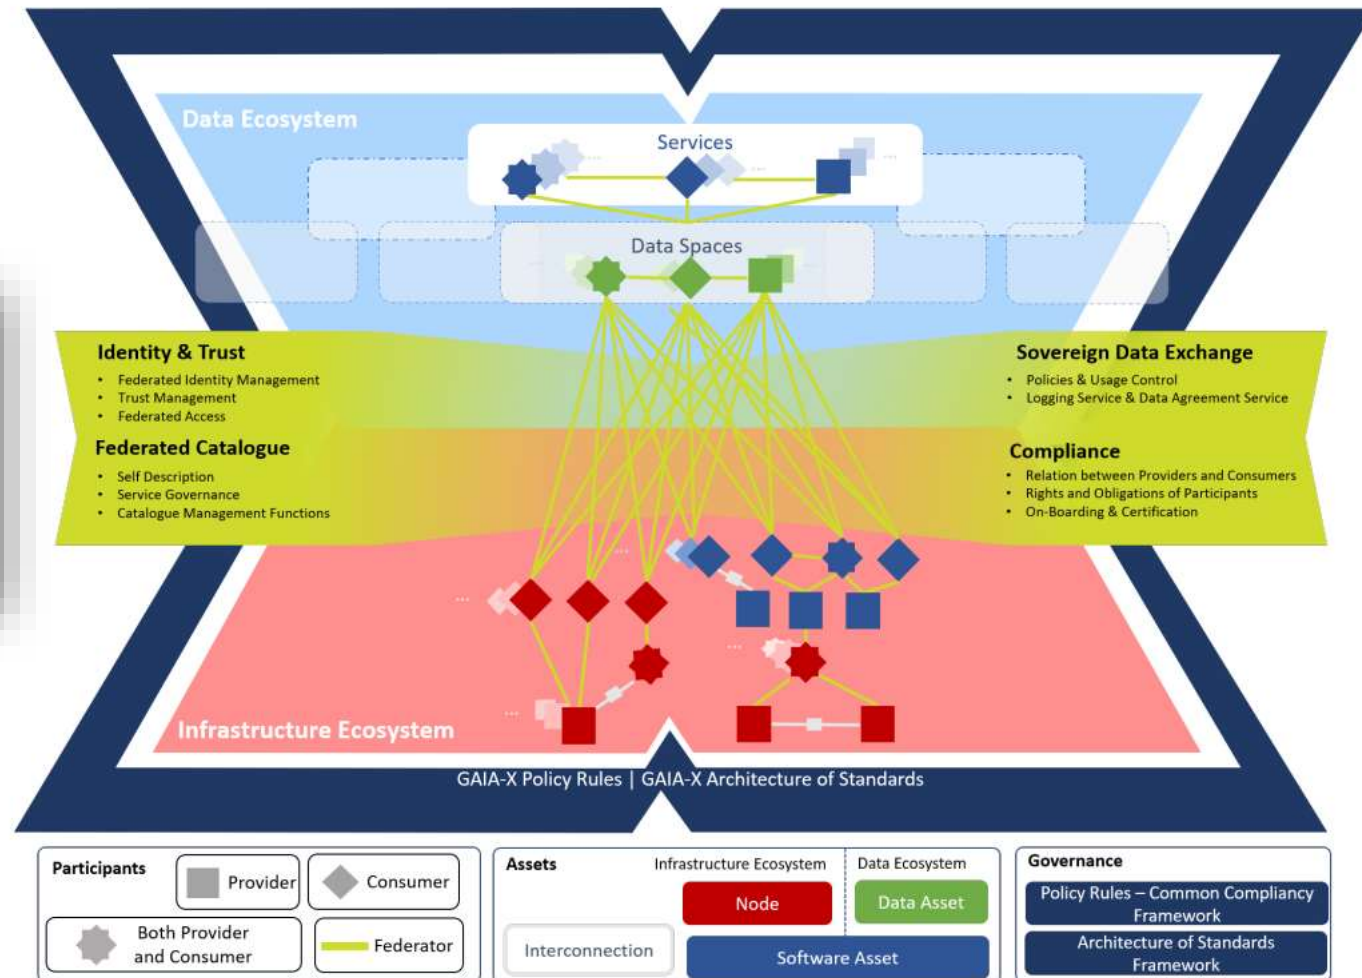 Data Ecosystem
Services
...
...
...
Data Spaces
...
...
Identity & Trust
• Federated Identity Management
• Trust Management
• Federated Access
Federated Catalogue
• Self Description
• Service Governance
• Catalogue Management Functions
Sovereign Data Exchange
• Policies & Usage Control
• Logging Service & Data Agreement Service
Compliance
• Relation between Providers and Consumers
• Rights and Obligations of Participants
• On-Boarding & Certification
...
...
...
...
Infrastructure Ecosystem
GAIA-X Policy Rules | GAIA-X Architecture of Standards
Participants
Provider
Consumer
Both Provider
and Consumer
Federator
Assets
Infrastructure Ecosystem
Data Ecosystem
Node
Data Asset
Interconnection
Software Asset
Governance
Policy Rules – Common Compliancy
Framework
Architecture of Standards
Framework